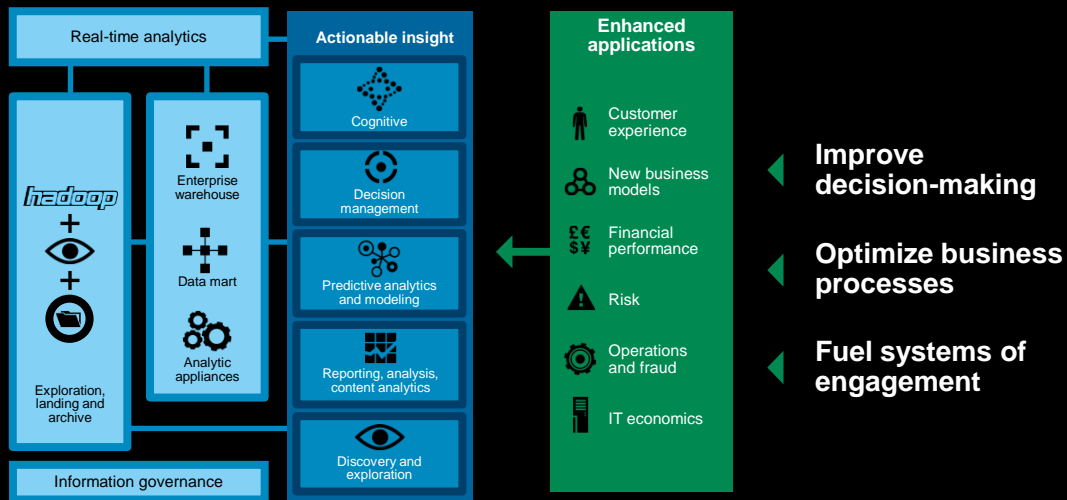 Real-time analytics
hadoop
+
+
Exploration,
landing and
archive
Enterprise
warehouse
Data mart
Analytic
appliances
Information governance
Actionable insight
Cognitive
Decision
management
Predictive analytics
and modeling
Reporting, analysis,
content analytics
Discovery and
exploration
Enhanced
applications
Customer
experience
New business
models
£€
$¥
Financial
performance
Risk
Operations
and fraud
IT economics
Improve
decision-making
Optimize business
processes
Fuel systems of
engagement